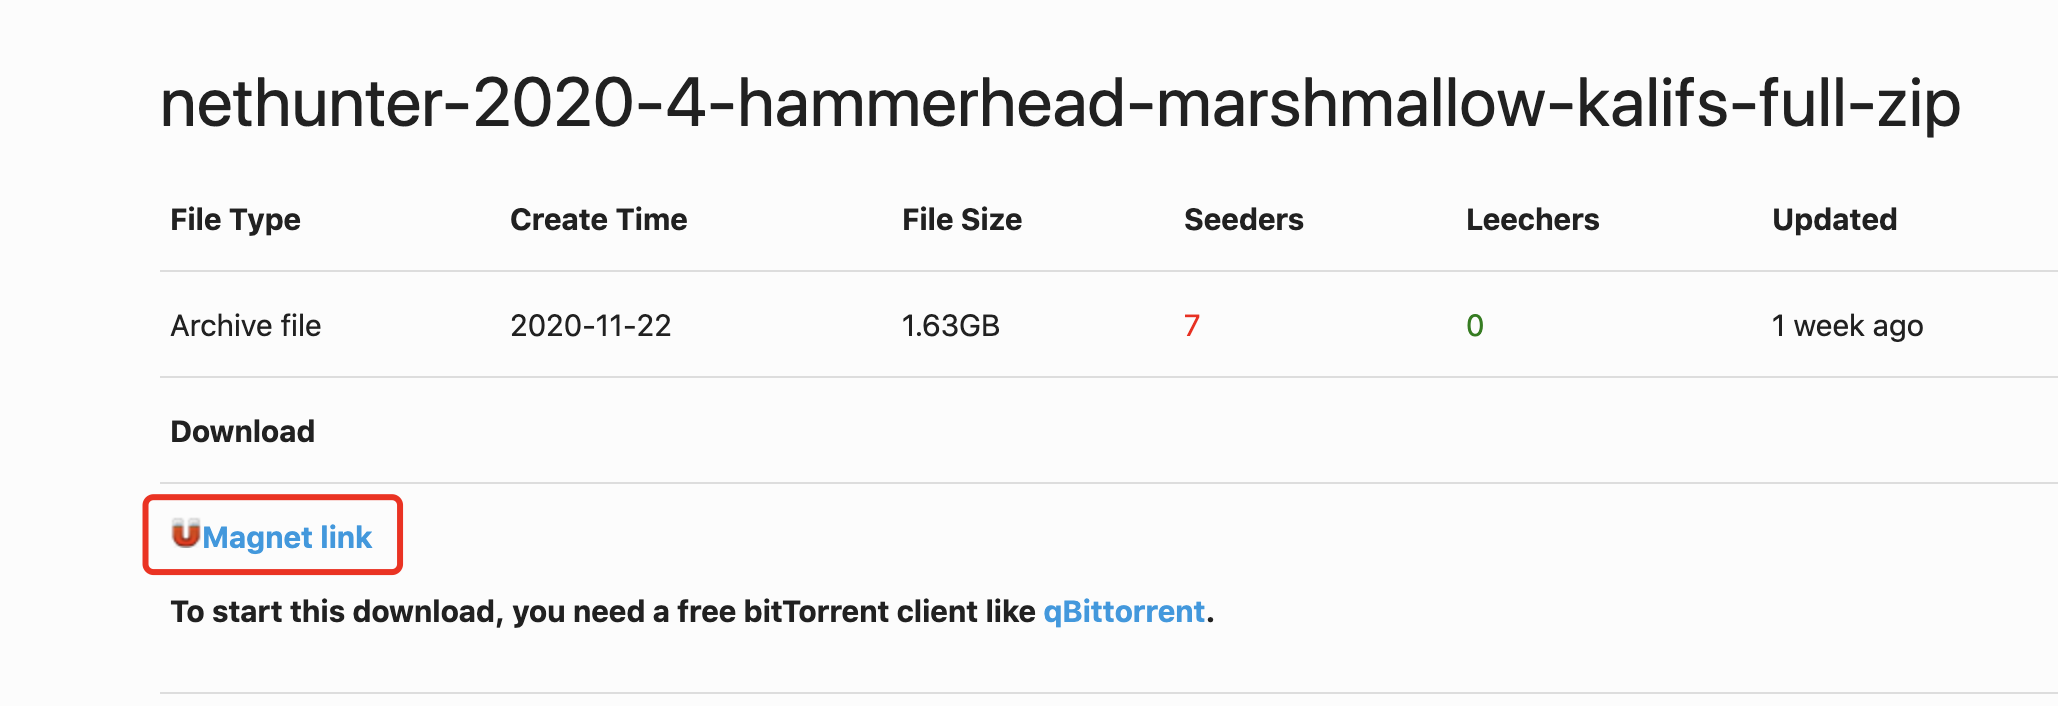 nethunter-2020-4-hammerhead-marshmallow-kalifs-full-zip
File Type Create Time File Size Seeders Leechers Updated
Archive file 2020-11-22 1.63GB 7 0 1 week ago
Download
Magnet link
To start this download, you need a free bitTorrent client like qBittorrent.